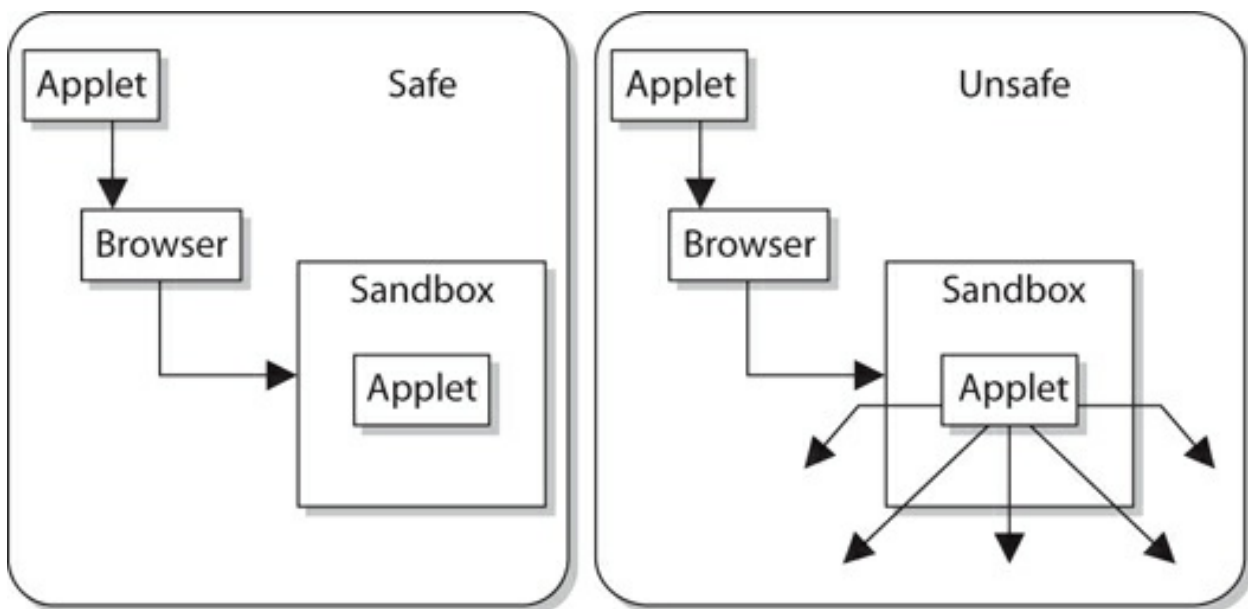 Applet
Safe
Browser
Sandbox
Applet
Applet
Unsafe
Browser
Sandbox
Applet